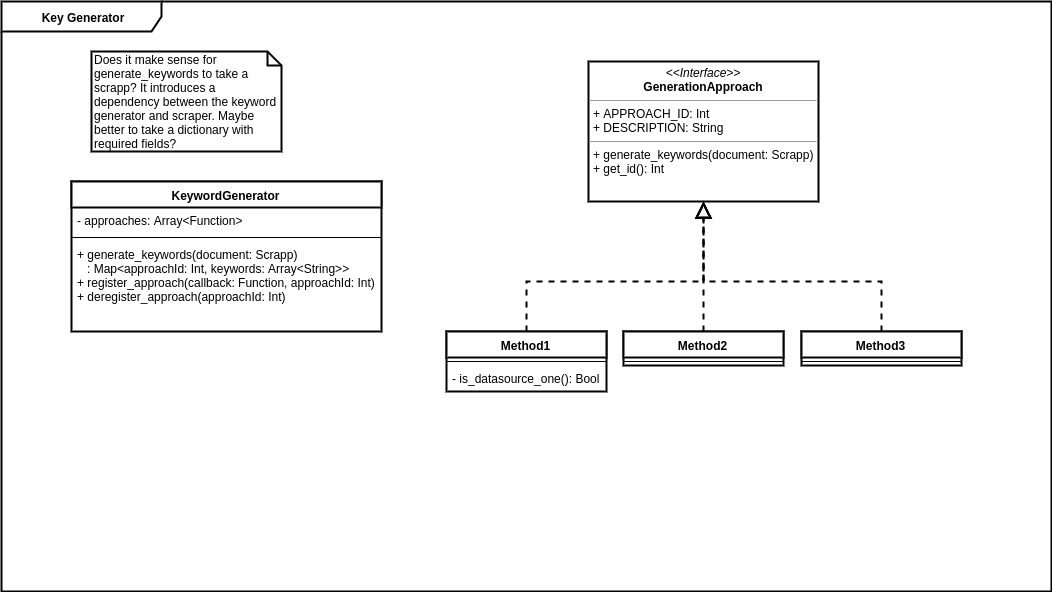 Key Generator
Does it make sense for
generate_keywords to take a
scrapp? It introduces a
dependency between the keyword
generator and scraper. Maybe
better to take a dictionary with
required fields?
KeywordGenerator
- approaches: Array<Function>
+ generate_keywords(document: Scrapp)
: Map<approachId: Int, keywords: Array<String>>
+ register_approach(callback: Function, approachId: Int)
+ deregister_approach(approachId: Int)
<<Interface>>
GenerationApproach
+ APPROACH_ID: Int
+ DESCRIPTION: String
+ generate_keywords(document: Scrapp)
+ get_id(): Int
Method1
- is_datasource_one(): Bool
Method2
Method3